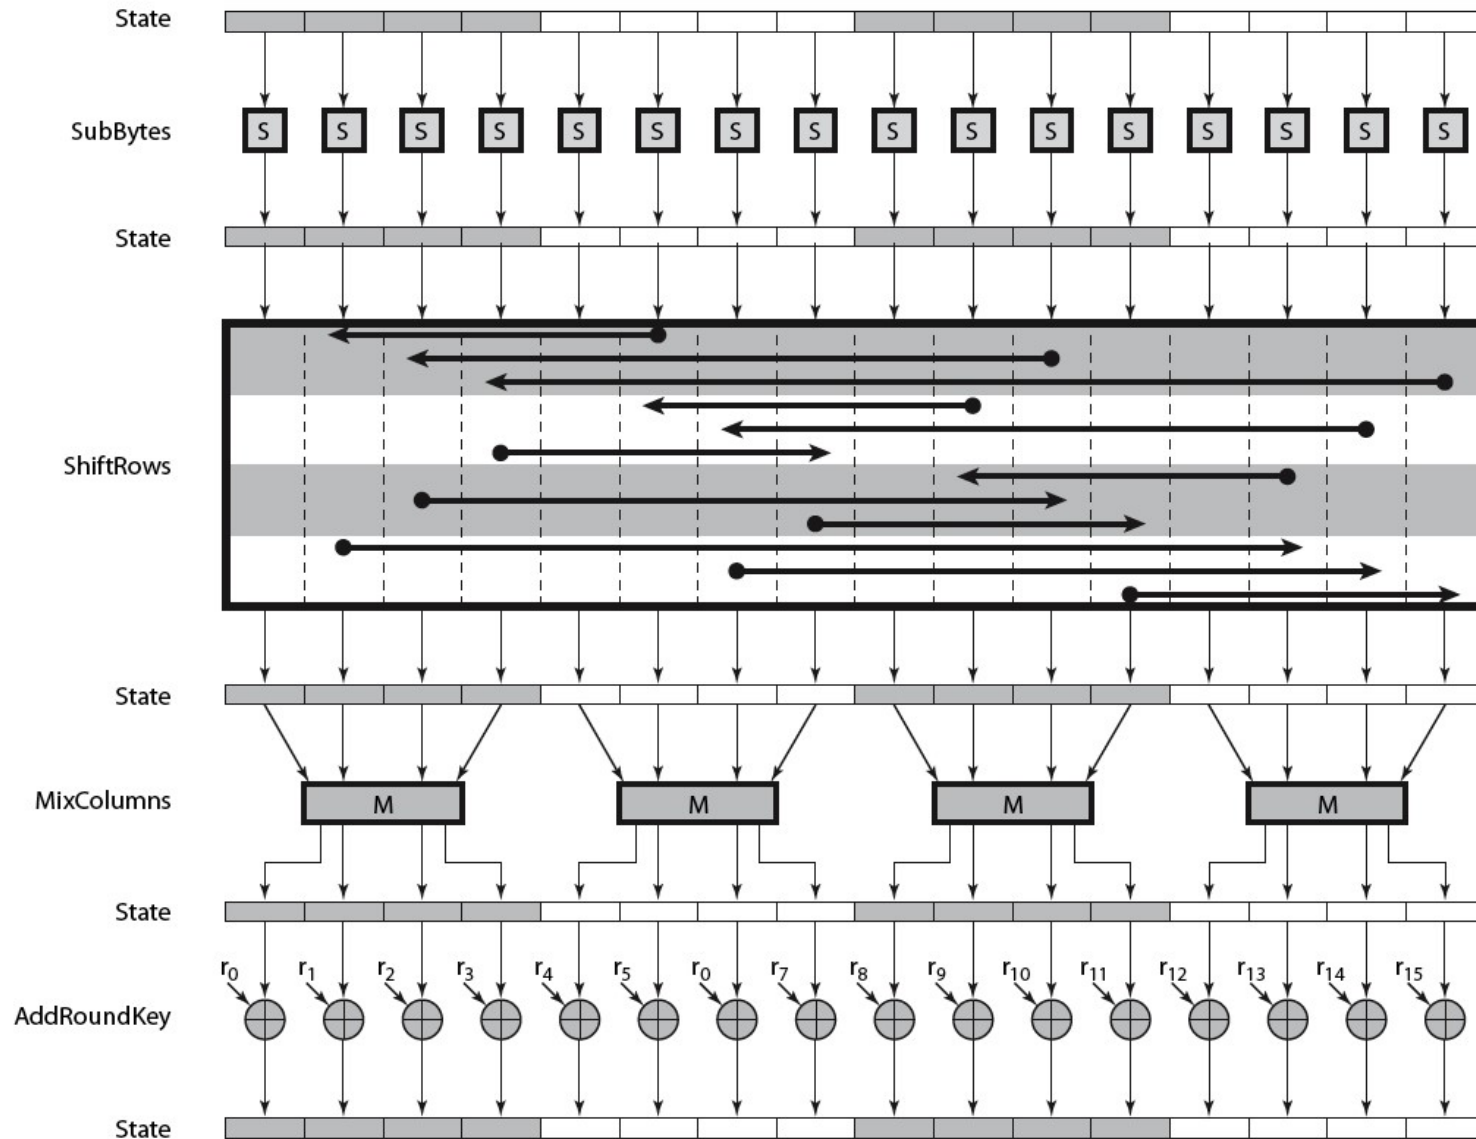 State
SubBytes S S S S S S S S S S S S S S S S
State
ShiftRows
State
MixColumns M M M M
State
r0 r1 r2 r3 r4 r5 r0 r7 r8 r9 r10 r11 r12 r13 r14 r15
AddRoundKey
State